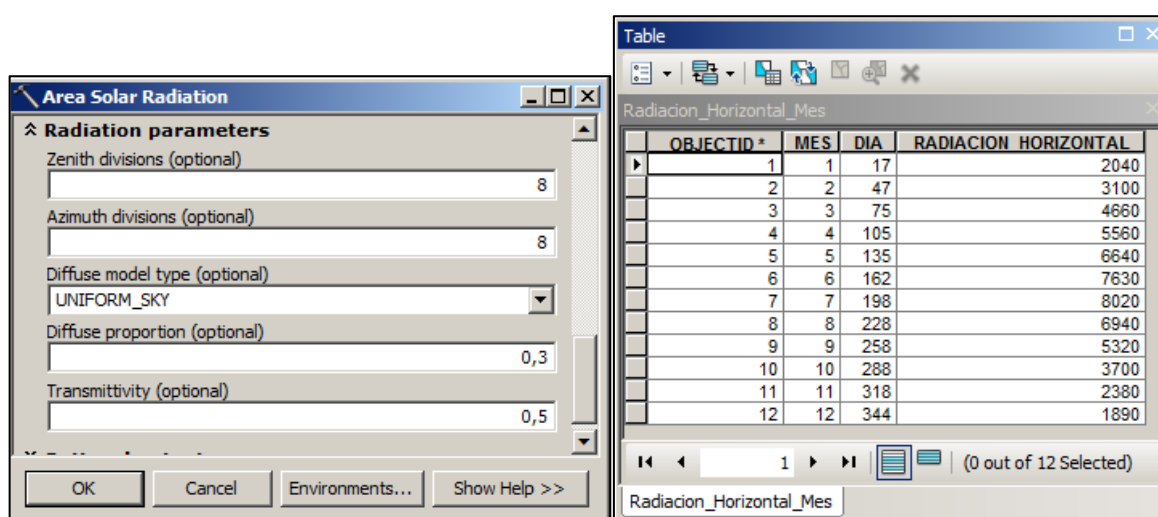 Area Solar Radiation
Radiation parameters
Zenith divisions (optional)
8
Azimuth divisions (optional)
8
Diffuse model type (optional)
UNIFORM_SKY
Diffuse proportion (optional)
0,3
Transmittivity (optional)
0,5
OK Cancel Environments... Show Help >>
Table
Radiacion_Horizontal_Mes
OBJECTID * MES DIA RADIACION_HORIZONTAL
1 1 17 2040
2 2 47 3100
3 3 75 4660
4 4 105 5560
5 5 135 6640
6 6 162 7630
7 7 198 8020
8 8 228 6940
9 9 258 5320
10 10 288 3700
11 11 318 2380
12 12 344 1890
1 (0 out of 12 Selected)
Radiacion_Horizontal_Mes